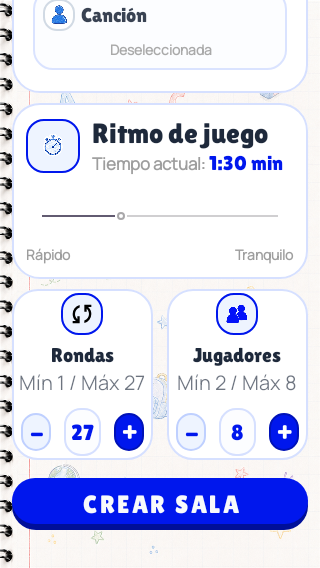 Canción
Deseleccionada
Ritmo de juego
Tiempo actual: 1:30 min
Rápido
Tranquilo
Rondas
Mín 1 / Máx 27
27
Jugadores
Mín 2 / Máx 8
8
CREAR SALA